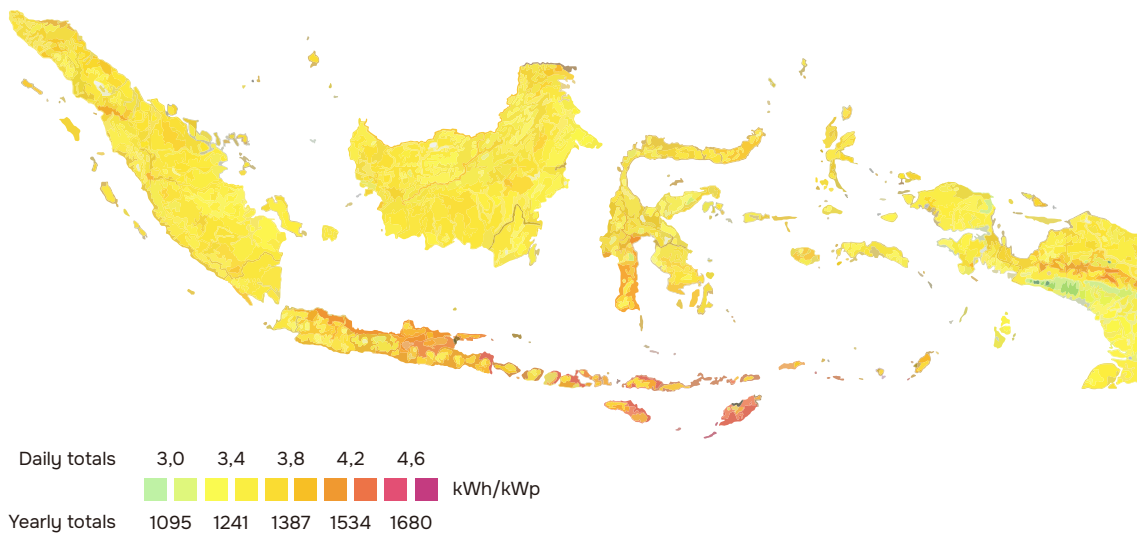 Daily totals 3,0 3,4 3,8 4,2 4,6
kWh/kWp
Yearly totals 1095 1241 1387 1534 1680